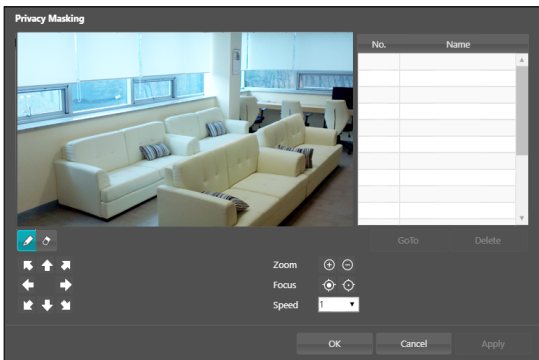 Privacy Masking
No. Name
GoTo Delete
Zoom
Focus
Speed 1
OK Cancel Apply